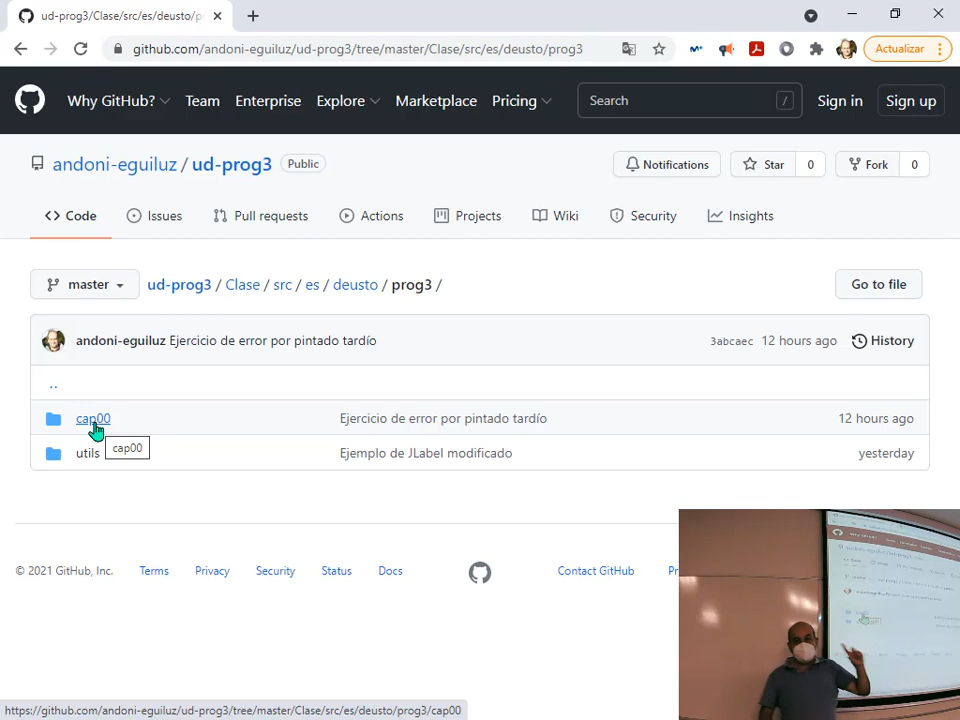 ud-prog3/Clase/src/es/deusto/pr
github.com/andoni-eguiluz/ud-prog3/tree/master/Clase/src/es/deusto/prog3
Actualizar
Why GitHub? Team Enterprise Explore Marketplace Pricing Search / Sign in Sign up
andoni-eguiluz / ud-prog3 Public Notifications Star 0 Fork 0
Code Issues Pull requests Actions Projects Wiki Security Insights
master ud-prog3 / Clase / src / es / deusto / prog3 / Go to file
andoni-eguiluz Ejercicio de error por pintado tardío 3abcaec 12 hours ago History
..
cap00 Ejercicio de error por pintado tardío 12 hours ago
cap00
utils Ejemplo de JLabel modificado yesterday
© 2021 GitHub, Inc. Terms Privacy Security Status Docs Contact GitHub Pr
https://github.com/andoni-eguiluz/ud-prog3/tree/master/Clase/src/es/deusto/prog3/cap00